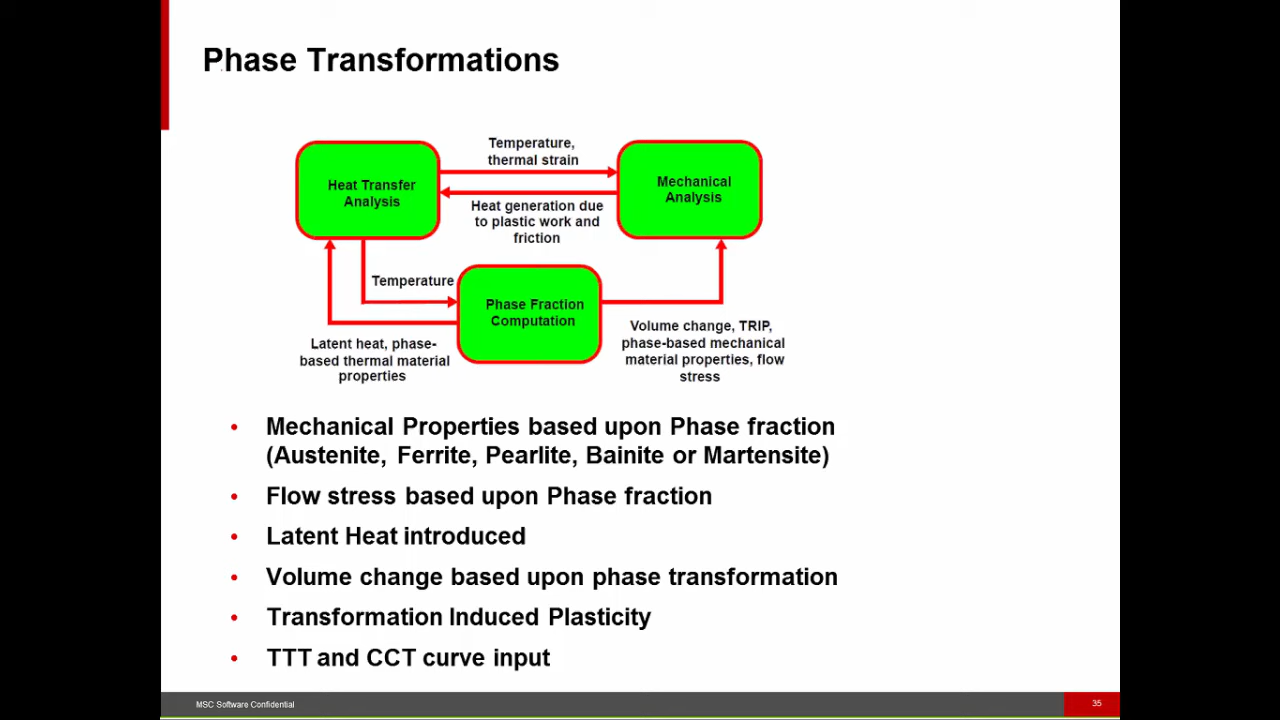 Phase Transformations
Temperature,
thermal strain
Heat Transfer
Analysis
Mechanical
Analysis
Heat generation due
to plastic work and
friction
Temperature
Phase Fraction
Computation
Latent heat, phase-
based thermal material
properties
Volume change, TRIP,
phase-based mechanical
material properties, flow
stress
• Mechanical Properties based upon Phase fraction
(Austenite, Ferrite, Pearlite, Bainite or Martensite)
• Flow stress based upon Phase fraction
• Latent Heat introduced
• Volume change based upon phase transformation
• Transformation Induced Plasticity
• TTT and CCT curve input
MSC Software Confidential
35